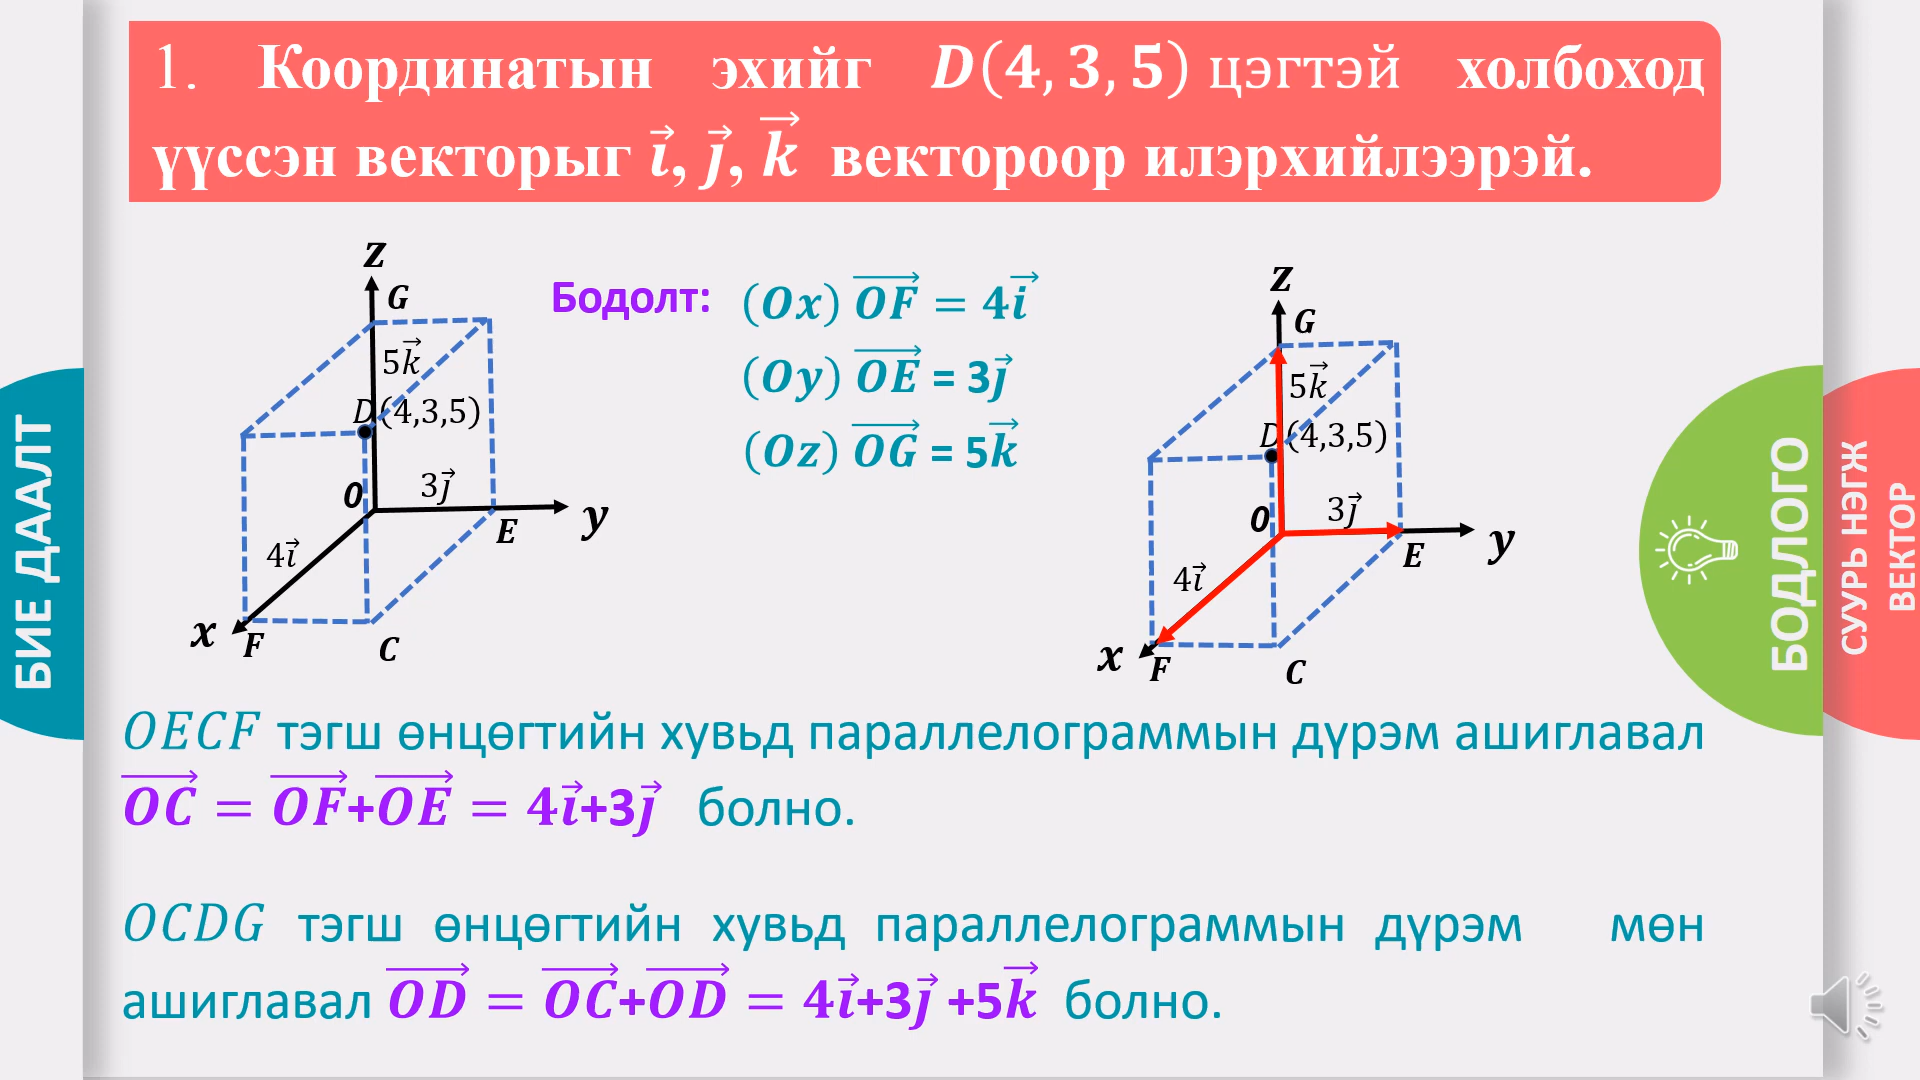 1. Координатын эхийг D(4, 3, 5) цэгтэй холбоход
үүссэн векторыг i⃗, j⃗, k⃗ вектороор илэрхийлээрэй.
z
G
5k⃗
D(4,3,5)
3j⃗
O
y
E
4i⃗
x
F
C
Бодолт:
(Ox) OF⃗ = 4i⃗
(Oy) OE⃗ = 3j⃗
(Oz) OG⃗ = 5k⃗
z
G
5k⃗
D(4,3,5)
3j⃗
O
y
E
4i⃗
x
F
C
OECF тэгш өнцөгтийн хувьд параллелограммын дүрэм ашиглавал
OC⃗ = OF⃗+OE⃗ = 4i⃗+3j⃗ болно.
OCDG тэгш өнцөгтийн хувьд параллелограммын дүрэм мөн
ашиглавал OD⃗ = OC⃗+OD⃗ = 4i⃗+3j⃗ +5k⃗ болно.
БИЕ ДААЛТ
БОДЛОГО
СУУРЬ НЭГЖ
ВЕКТОР